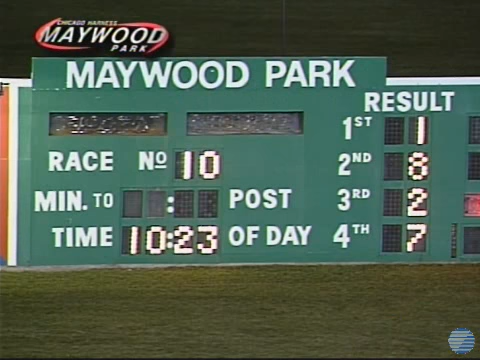 CHICAGO HARNESS
MAYWOOD
PARK
MAYWOOD PARK
RESULT
1ST 1
RACE NO 10
2ND 8
MIN. TO : POST
3RD 2
TIME 10:23 OF DAY
4TH 7